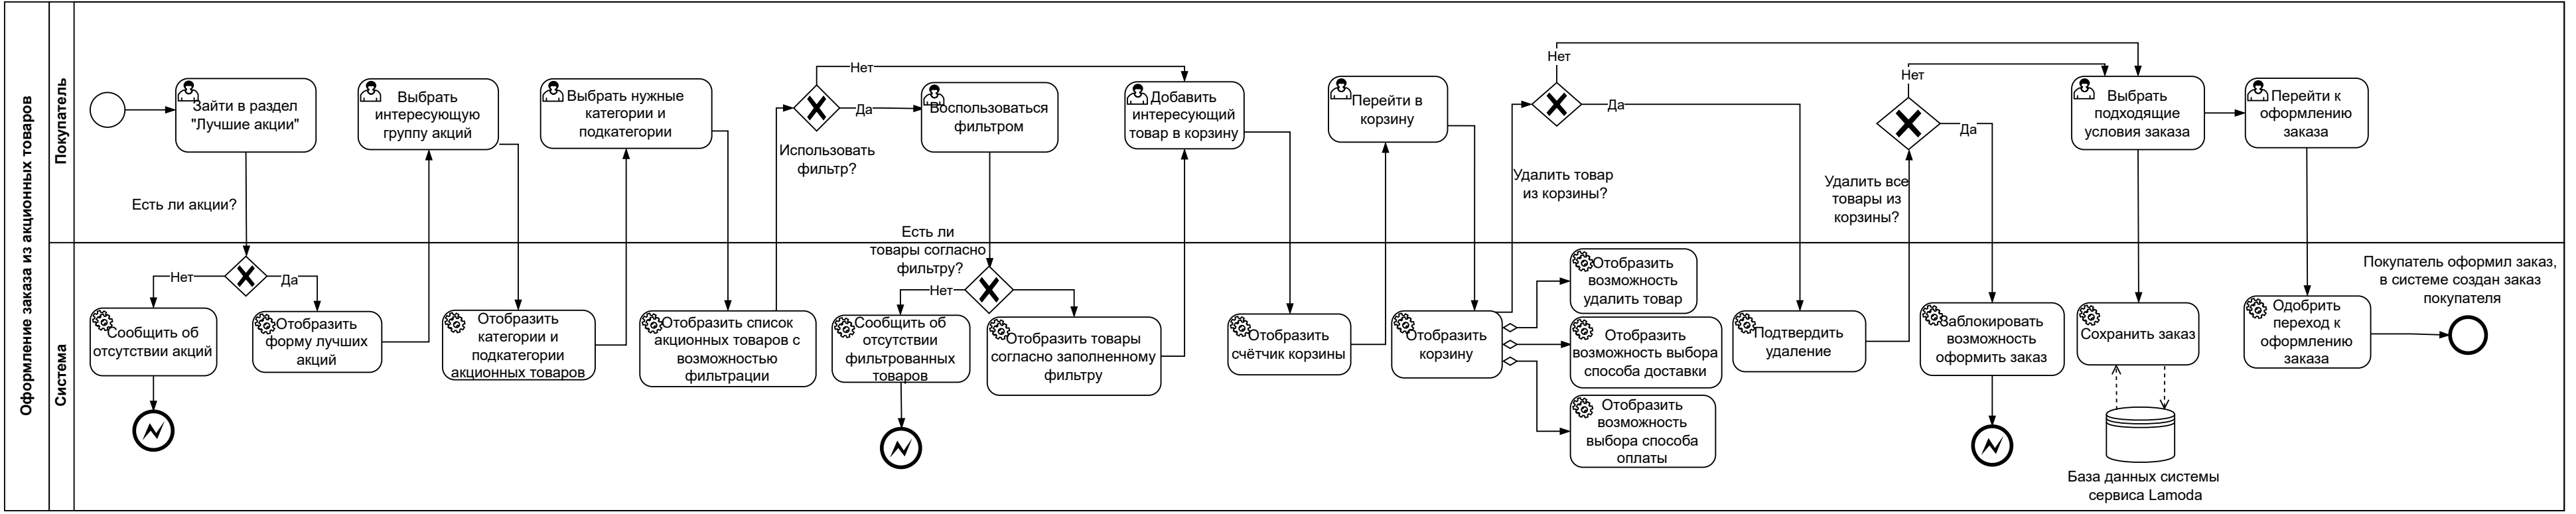 Оформление заказа из акционных товаров
Покупатель
Зайти в раздел
"Лучшие акции"
Есть ли акции?
Выбрать
интересующую
группу акций
Выбрать нужные
категории и
подкатегории
Использовать
фильтр?
Нет
Да
Воспользоваться
фильтром
Добавить
интересующий
товар в корзину
Перейти в
корзину
Удалить товар
из корзины?
Нет
Да
Удалить все
товары из
корзины?
Нет
Да
Выбрать
подходящие
условия заказа
Перейти к
оформлению
заказа
Система
Нет
Да
Сообщить об
отсутствии акций
Отобразить
форму лучших
акций
Отобразить
категории и
подкатегории
акционных товаров
Отобразить список
акционных товаров с
возможностью
фильтрации
Есть ли
товары согласно
фильтру?
Нет
Сообщить об
отсутствии
фильтрованных
товаров
Отобразить товары
согласно заполненному
фильтру
Отобразить
счётчик корзины
Отобразить
корзину
Отобразить
возможность
удалить товар
Отобразить
возможность выбора
способа доставки
Отобразить
возможность
выбора способа
оплаты
Подтвердить
удаление
Заблокировать
возможность
оформить заказ
Сохранить заказ
База данных системы
сервиса Lamoda
Одобрить
переход к
оформлению
заказа
Покупатель оформил заказ,
в системе создан заказ
покупателя